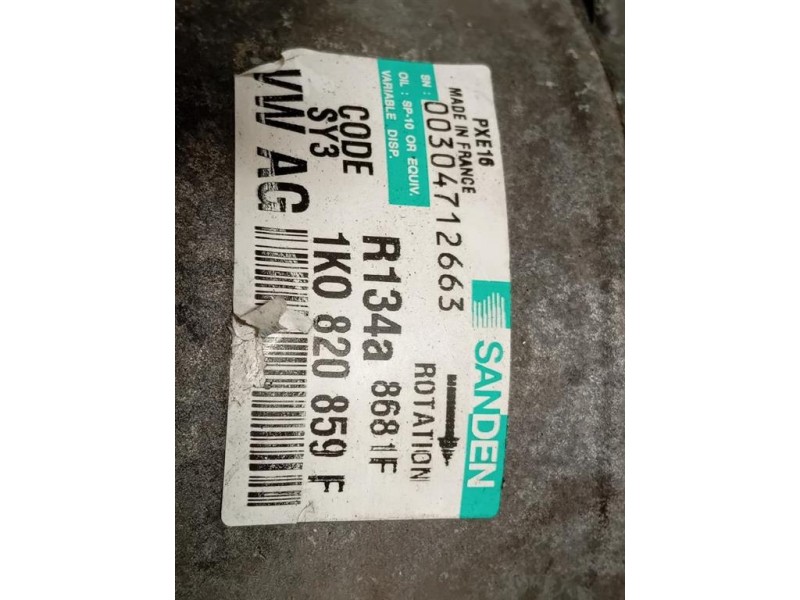 PXE16
MADE IN FRANCE
SN: 00304712663
OIL : SP-10 OR EQUIV.
VARIABLE DISP.
SANDEN
ROTATION
CODE
SY3
R134a 8681F
1K0 820 859 F
VW AG